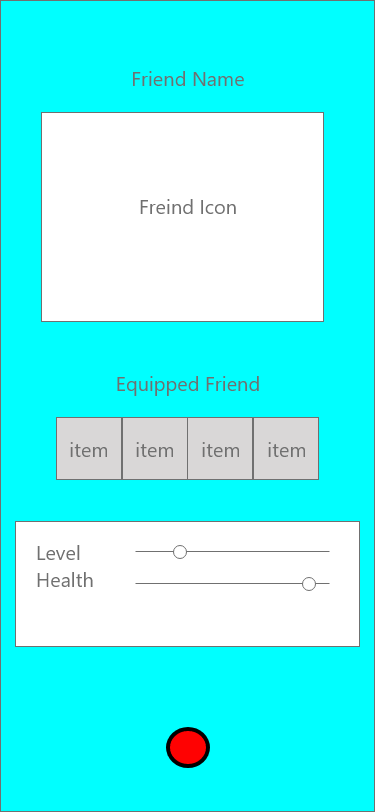 Friend Name
Freind Icon
Equipped Friend
item item item item
Level
Health